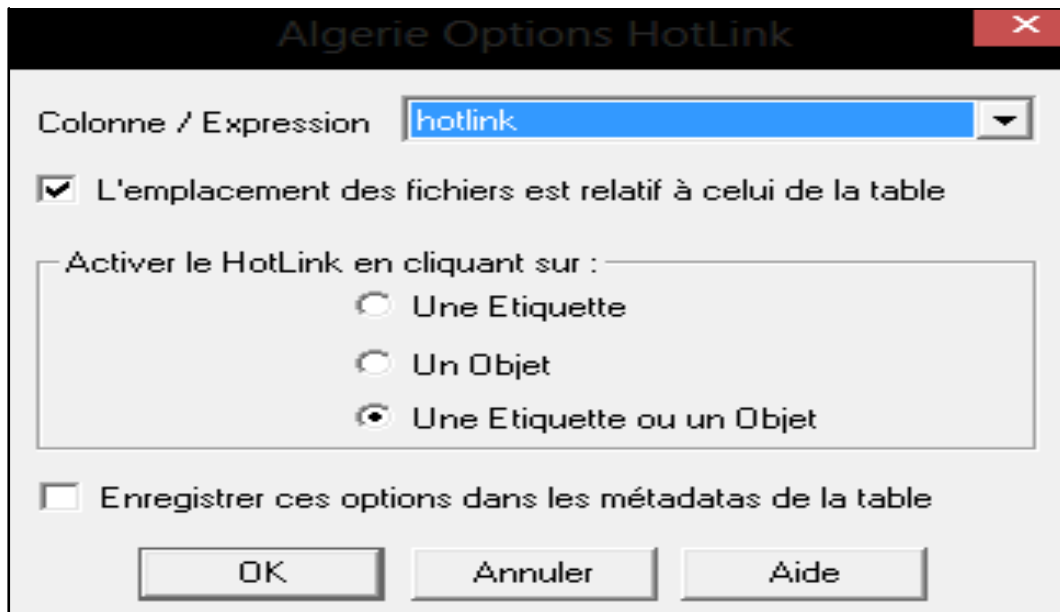 Algerie Options HotLink
Colonne / Expression hotlink
L'emplacement des fichiers est relatif à celui de la table
Activer le HotLink en cliquant sur :
Une Etiquette
Un Objet
Une Etiquette ou un Objet
Enregistrer ces options dans les métadatas de la table
OK Annuler Aide